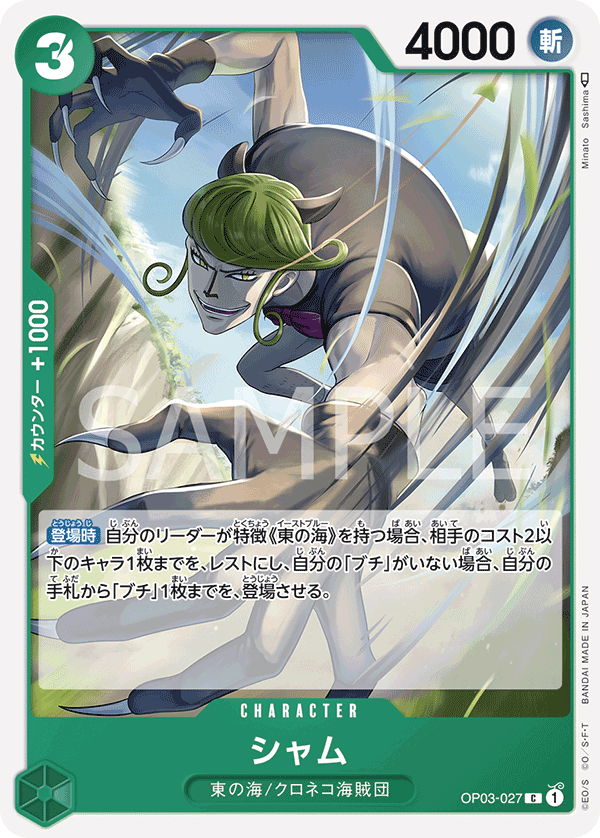 3
4000
斬
Minato Sashima
カウンター +1000
SAMPLE
登場時 自分のリーダーが特徴《東の海》を持つ場合、相手のコスト2以
下のキャラ1枚までを、レストにし、自分の「ブチ」がいない場合、自分の
手札から「ブチ」1枚までを、登場させる。
CHARACTER
シャム
東の海/クロネコ海賊団
OP03-027 C 1
©E.O/S ©O/S・F・T BANDAI MADE IN JAPAN